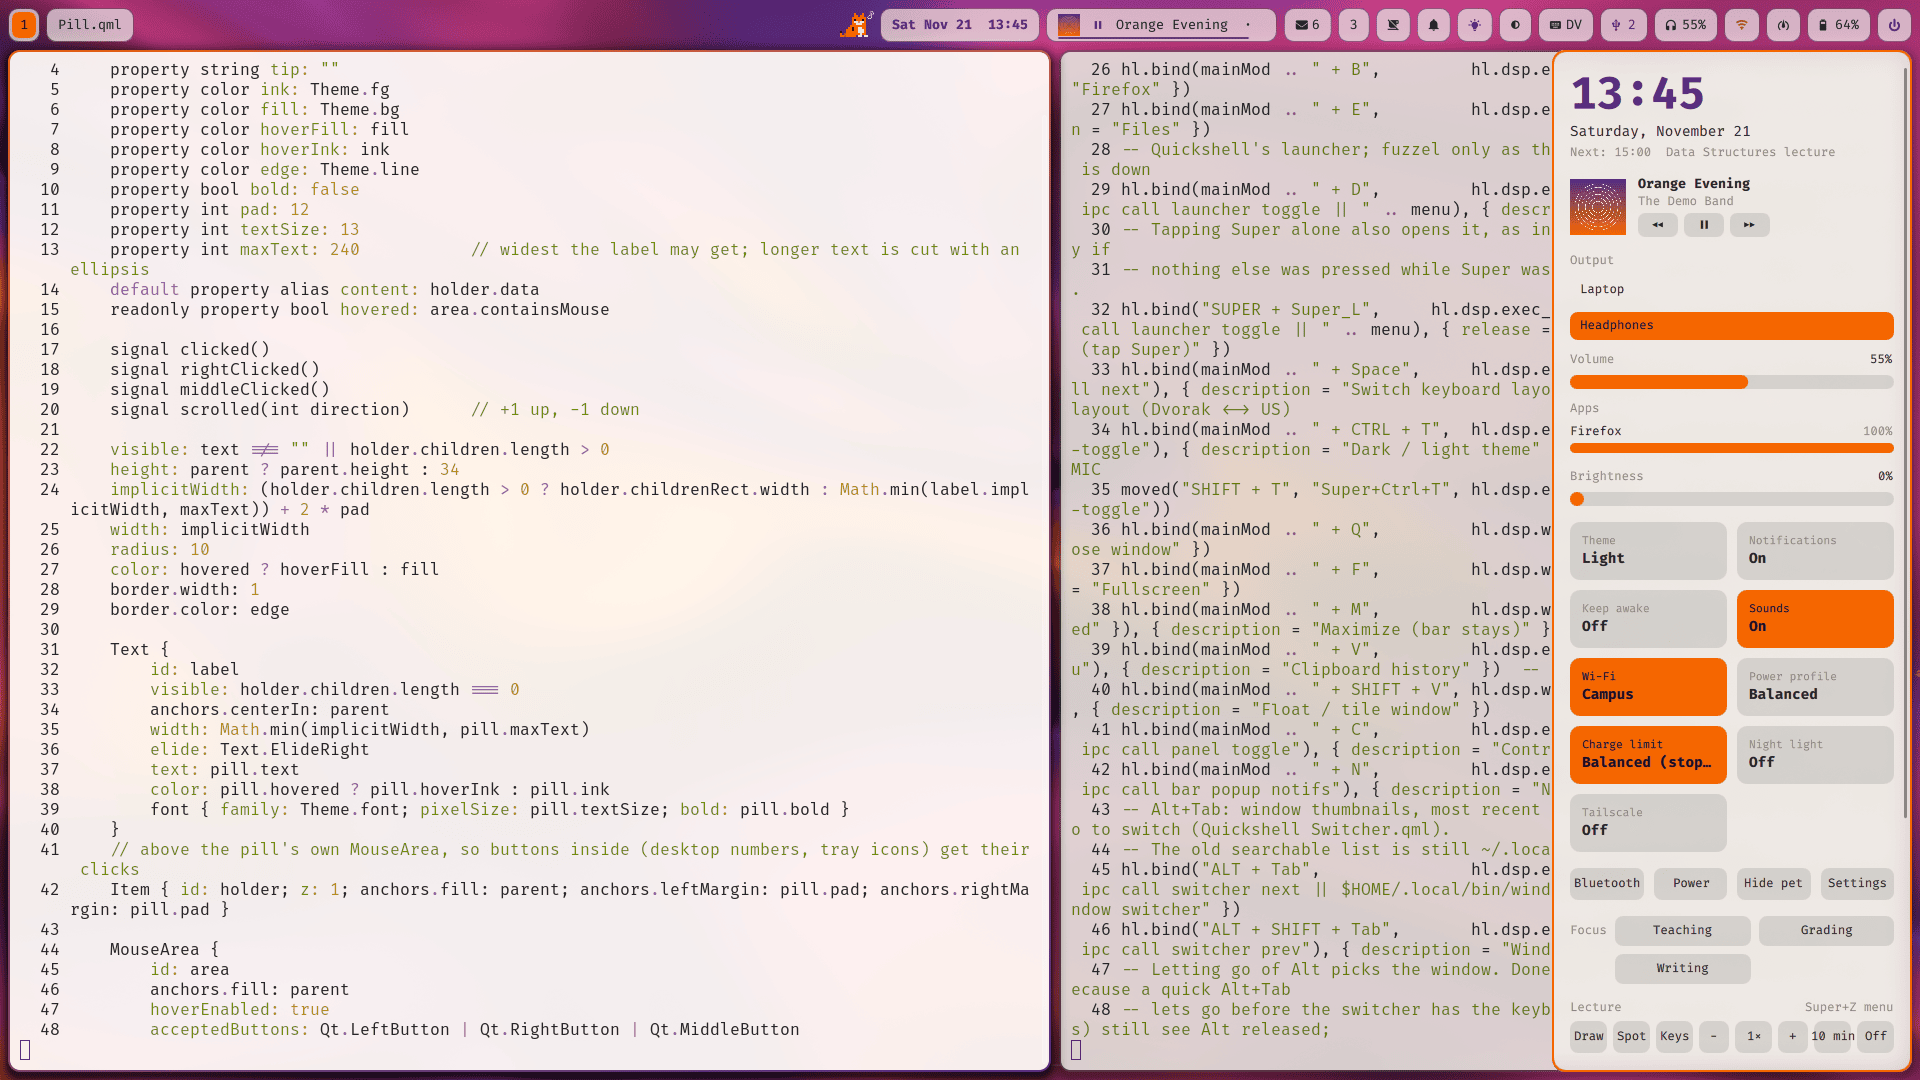 1 Pill.qml
Sat Nov 21 13:45
Orange Evening ·
6
3
DV
2
55%
64%
4 property string tip: ""
5 property color ink: Theme.fg
6 property color fill: Theme.bg
7 property color hoverFill: fill
8 property color hoverInk: ink
9 property color edge: Theme.line
10 property bool bold: false
11 property int pad: 12
12 property int textSize: 13
13 property int maxText: 240 // widest the label may get; longer text is cut with an
ellipsis
14 default property alias content: holder.data
15 readonly property bool hovered: area.containsMouse
16
17 signal clicked()
18 signal rightClicked()
19 signal middleClicked()
20 signal scrolled(int direction) // +1 up, -1 down
21
22 visible: text !== "" || holder.children.length > 0
23 height: parent ? parent.height : 34
24 implicitWidth: (holder.children.length > 0 ? holder.childrenRect.width : Math.min(label.impl
icitWidth, maxText)) + 2 * pad
25 width: implicitWidth
26 radius: 10
27 color: hovered ? hoverFill : fill
28 border.width: 1
29 border.color: edge
30
31 Text {
32 id: label
33 visible: holder.children.length === 0
34 anchors.centerIn: parent
35 width: Math.min(implicitWidth, pill.maxText)
36 elide: Text.ElideRight
37 text: pill.text
38 color: pill.hovered ? pill.hoverInk : pill.ink
39 font { family: Theme.font; pixelSize: pill.textSize; bold: pill.bold }
40 }
41 // above the pill's own MouseArea, so buttons inside (desktop numbers, tray icons) get their
clicks
42 Item { id: holder; z: 1; anchors.fill: parent; anchors.leftMargin: pill.pad; anchors.rightMa
rgin: pill.pad }
43
44 MouseArea {
45 id: area
46 anchors.fill: parent
47 hoverEnabled: true
48 acceptedButtons: Qt.LeftButton | Qt.RightButton | Qt.MiddleButton
26 hl.bind(mainMod .. " + B", hl.dsp.e
"Firefox" })
27 hl.bind(mainMod .. " + E", hl.dsp.e
n = "Files" })
28 -- Quickshell's launcher; fuzzel only as th
is down
29 hl.bind(mainMod .. " + D", hl.dsp.e
ipc call launcher toggle || " .. menu), { descr
30 -- Tapping Super alone also opens it, as in
y if
31 -- nothing else was pressed while Super was
.
32 hl.bind("SUPER + Super_L", hl.dsp.exec_
call launcher toggle || " .. menu), { release =
(tap Super)" })
33 hl.bind(mainMod .. " + Space", hl.dsp.e
ll next"), { description = "Switch keyboard layo
layout (Dvorak <-> US)
34 hl.bind(mainMod .. " + CTRL + T", hl.dsp.e
-toggle"), { description = "Dark / light theme"
MIC
35 moved("SHIFT + T", "Super+Ctrl+T", hl.dsp.e
-toggle"))
36 hl.bind(mainMod .. " + Q", hl.dsp.w
ose window" })
37 hl.bind(mainMod .. " + F", hl.dsp.w
= "Fullscreen" })
38 hl.bind(mainMod .. " + M", hl.dsp.w
ed" }), { description = "Maximize (bar stays)" }
39 hl.bind(mainMod .. " + V", hl.dsp.e
u"), { description = "Clipboard history" }) --
40 hl.bind(mainMod .. " + SHIFT + V", hl.dsp.w
, { description = "Float / tile window" })
41 hl.bind(mainMod .. " + C", hl.dsp.e
ipc call panel toggle"), { description = "Contr
42 hl.bind(mainMod .. " + N", hl.dsp.e
ipc call bar popup notifs"), { description = "N
43 -- Alt+Tab: window thumbnails, most recent
o to switch (Quickshell Switcher.qml).
44 -- The old searchable list is still ~/.loca
45 hl.bind("ALT + Tab", hl.dsp.e
ipc call switcher next || $HOME/.local/bin/wind
ndow switcher" })
46 hl.bind("ALT + SHIFT + Tab", hl.dsp.e
ipc call switcher prev"), { description = "Wind
47 -- Letting go of Alt picks the window. Done
ecause a quick Alt+Tab
48 -- lets go before the switcher has the keyb
s) still see Alt released;
13:45
Saturday, November 21
Next: 15:00 Data Structures lecture
Orange Evening
The Demo Band
Output
Laptop
Headphones
Volume 55%
Apps
Firefox 100%
Brightness 0%
Theme
Light
Notifications
On
Keep awake
Off
Sounds
On
Wi-Fi
Campus
Power profile
Balanced
Charge limit
Balanced (stop…
Night light
Off
Tailscale
Off
Bluetooth Power Hide pet Settings
Focus Teaching Grading
Writing
Lecture Super+Z menu
Draw Spot Keys - 1× + 10 min Off